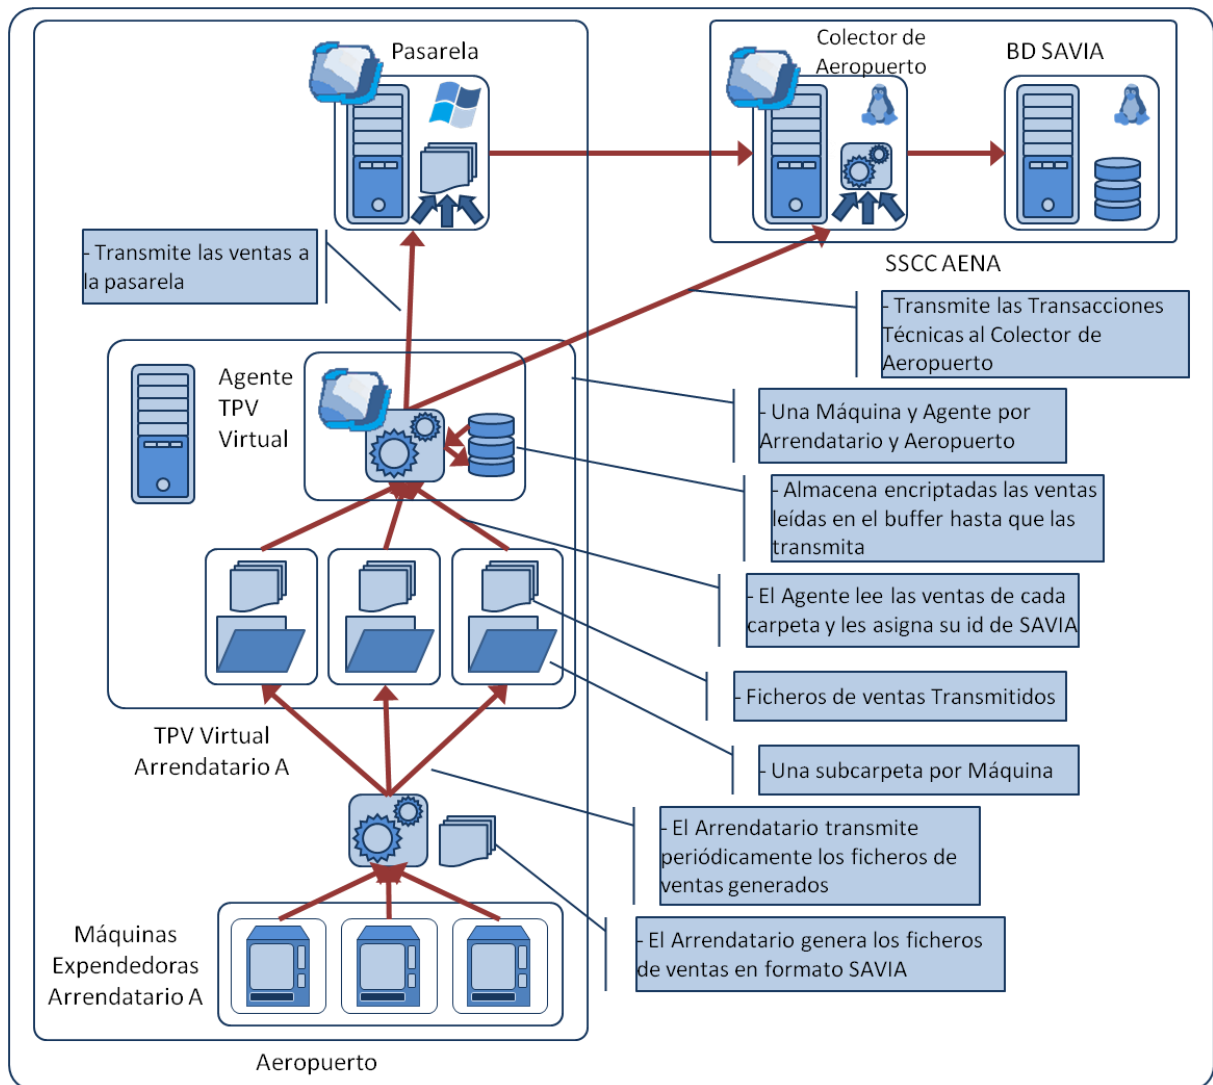 Pasarela
Colector de
Aeropuerto
BD SAVIA
- Transmite las ventas a
la pasarela
SSCC AENA
- Transmite las Transacciones
Técnicas al Colector de
Aeropuerto
Agente
TPV
Virtual
- Una Máquina y Agente por
Arrendatario y Aeropuerto
- Almacena encriptadas las ventas
leídas en el buffer hasta que las
transmita
- El Agente lee las ventas de cada
carpeta y les asigna su id de SAVIA
- Ficheros de ventas Transmitidos
TPV Virtual
Arrendatario A
- Una subcarpeta por Máquina
- El Arrendatario transmite
periódicamente los ficheros de
ventas generados
Máquinas
Expendedoras
Arrendatario A
- El Arrendatario genera los ficheros
de ventas en formato SAVIA
Aeropuerto